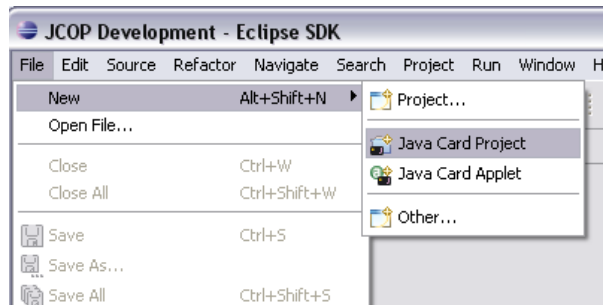 JCOP Development - Eclipse SDK
File Edit Source Refactor Navigate Search Project Run Window H
New Alt+Shift+N
Open File...
Close Ctrl+W
Close All Ctrl+Shift+W
Save Ctrl+S
Save As...
Save All Ctrl+Shift+S
Project...
Java Card Project
Java Card Applet
Other...